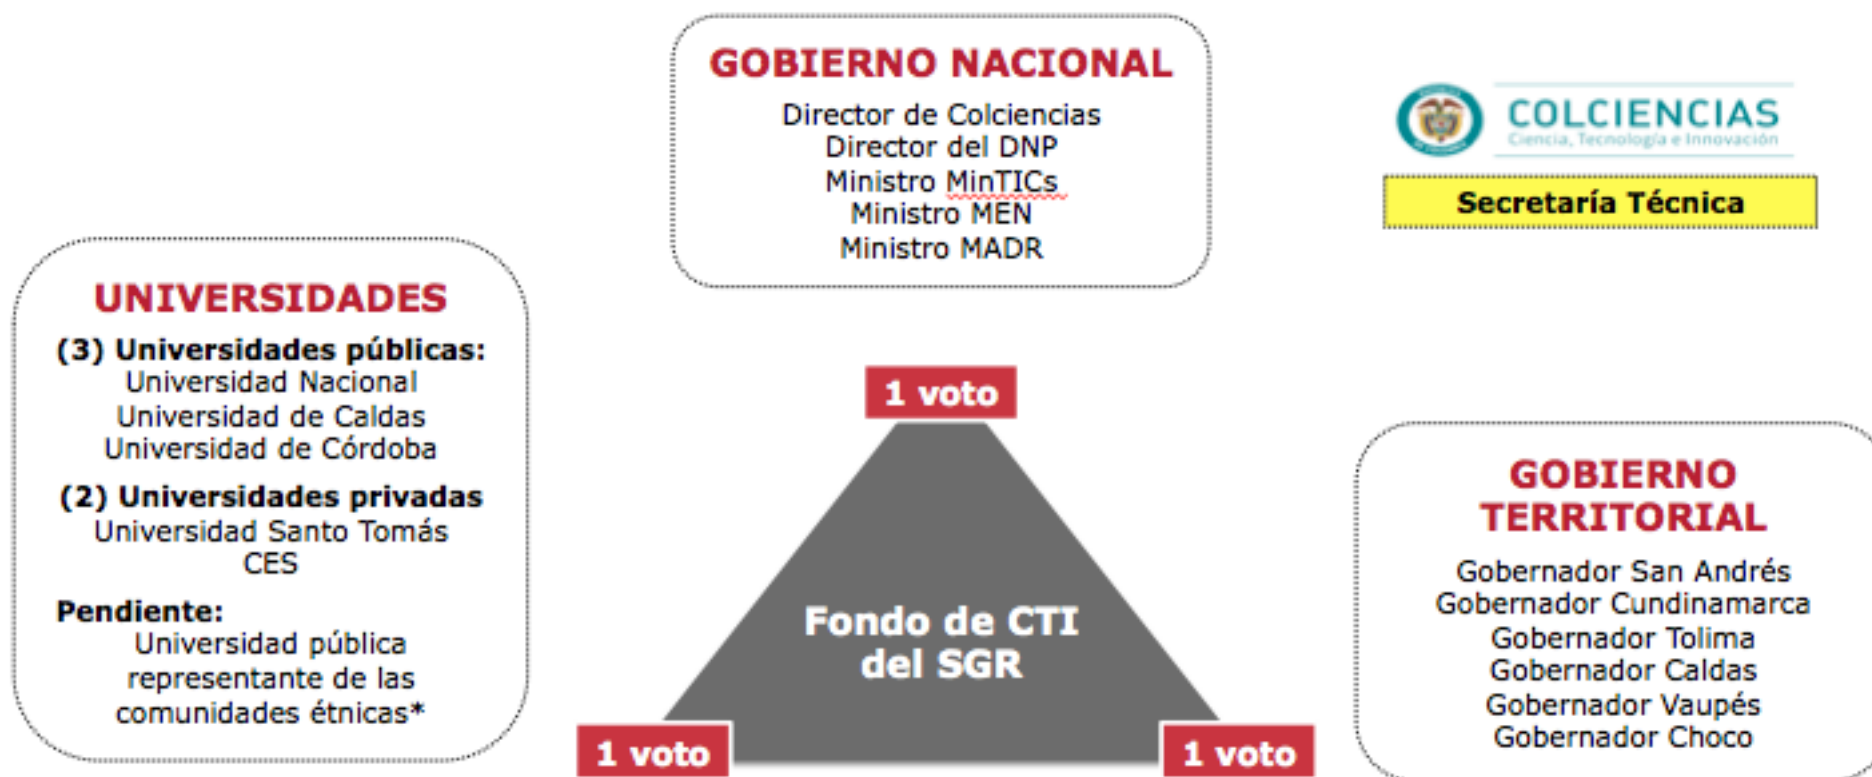 GOBIERNO NACIONAL
Director de Colciencias
Director del DNP
Ministro MinTICs
Ministro MEN
Ministro MADR
COLCIENCIAS
Ciencia, Tecnología e Innovación
Secretaría Técnica
UNIVERSIDADES
(3) Universidades públicas:
Universidad Nacional
Universidad de Caldas
Universidad de Córdoba
(2) Universidades privadas
Universidad Santo Tomás
CES
Pendiente:
Universidad pública
representante de las
comunidades étnicas*
1 voto
Fondo de CTI
del SGR
1 voto
1 voto
GOBIERNO
TERRITORIAL
Gobernador San Andrés
Gobernador Cundinamarca
Gobernador Tolima
Gobernador Caldas
Gobernador Vaupés
Gobernador Choco